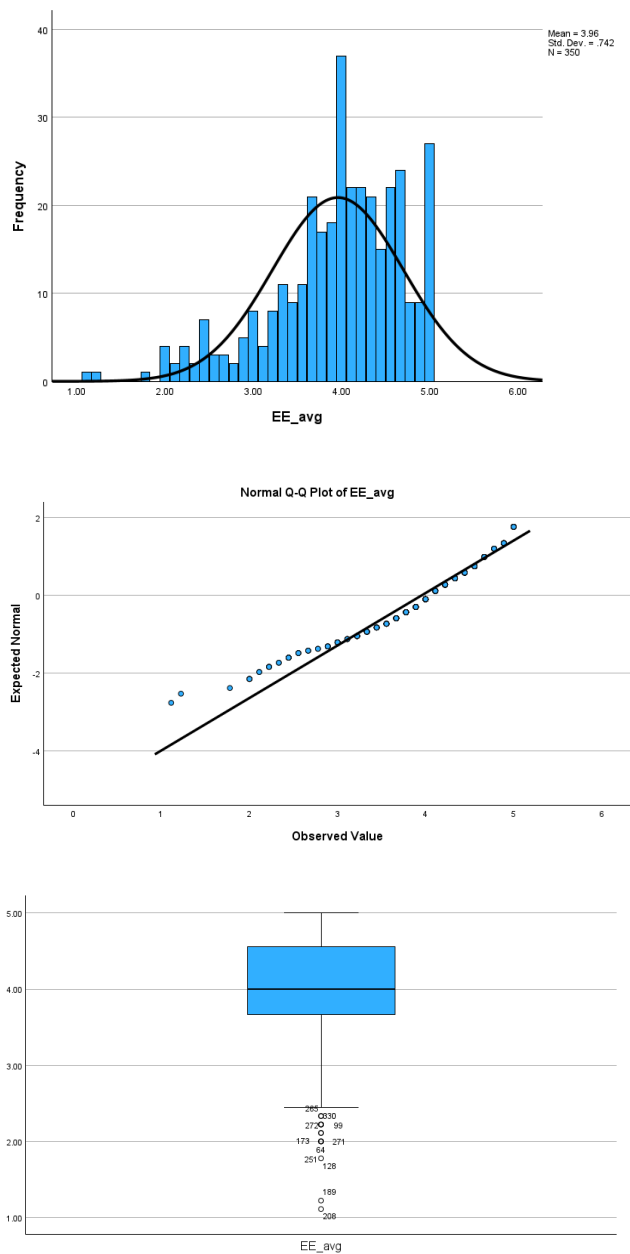 Mean = 3.96
Std. Dev. = .742
N = 350
40
30
20
10
0
Frequency
1.00 2.00 3.00 4.00 5.00 6.00
EE_avg
Normal Q-Q Plot of EE_avg
2
0
-2
-4
Expected Normal
0 1 2 3 4 5 6
Observed Value
5.00
4.00
3.00
2.00
1.00
265
330
272 99
173 271
64
251
128
189
208
EE_avg